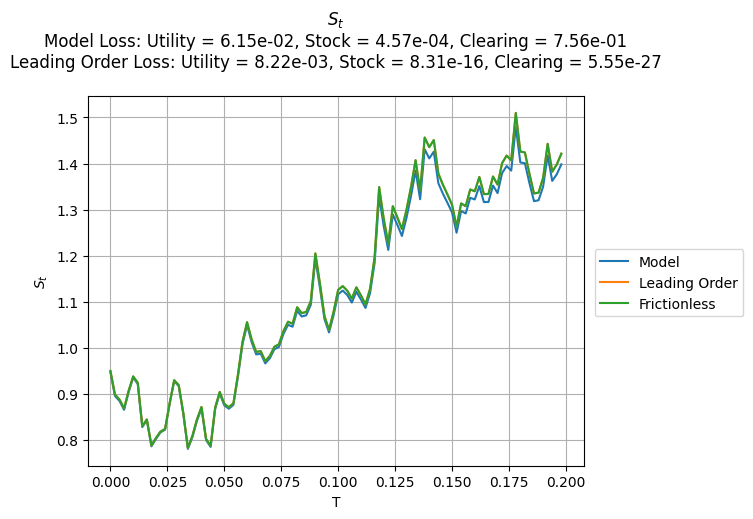 S_t
Model Loss: Utility = 6.15e-02, Stock = 4.57e-04, Clearing = 7.56e-01
Leading Order Loss: Utility = 8.22e-03, Stock = 8.31e-16, Clearing = 5.55e-27
S_t
1.5
1.4
1.3
1.2
1.1
1.0
0.9
0.8
0.000 0.025 0.050 0.075 0.100 0.125 0.150 0.175 0.200
T
Model
Leading Order
Frictionless